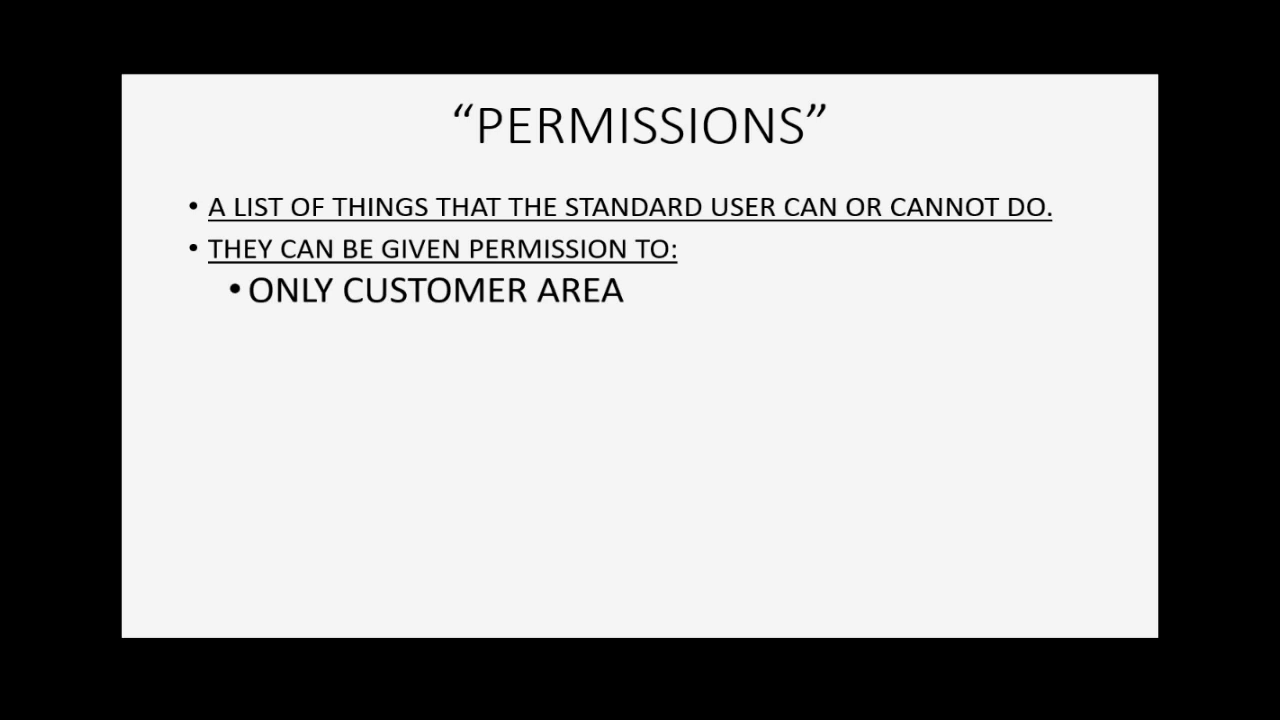 “PERMISSIONS”
• A LIST OF THINGS THAT THE STANDARD USER CAN OR CANNOT DO.
• THEY CAN BE GIVEN PERMISSION TO:
• ONLY CUSTOMER AREA